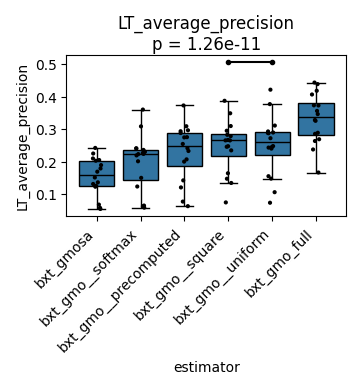 LT_average_precision
p = 1.26e-11
LT_average_precision
0.5
0.4
0.3
0.2
0.1
bxt_gmosa
bxt_gmo__softmax
bxt_gmo__precomputed
bxt_gmo__square
bxt_gmo__uniform
bxt_gmo_full
estimator